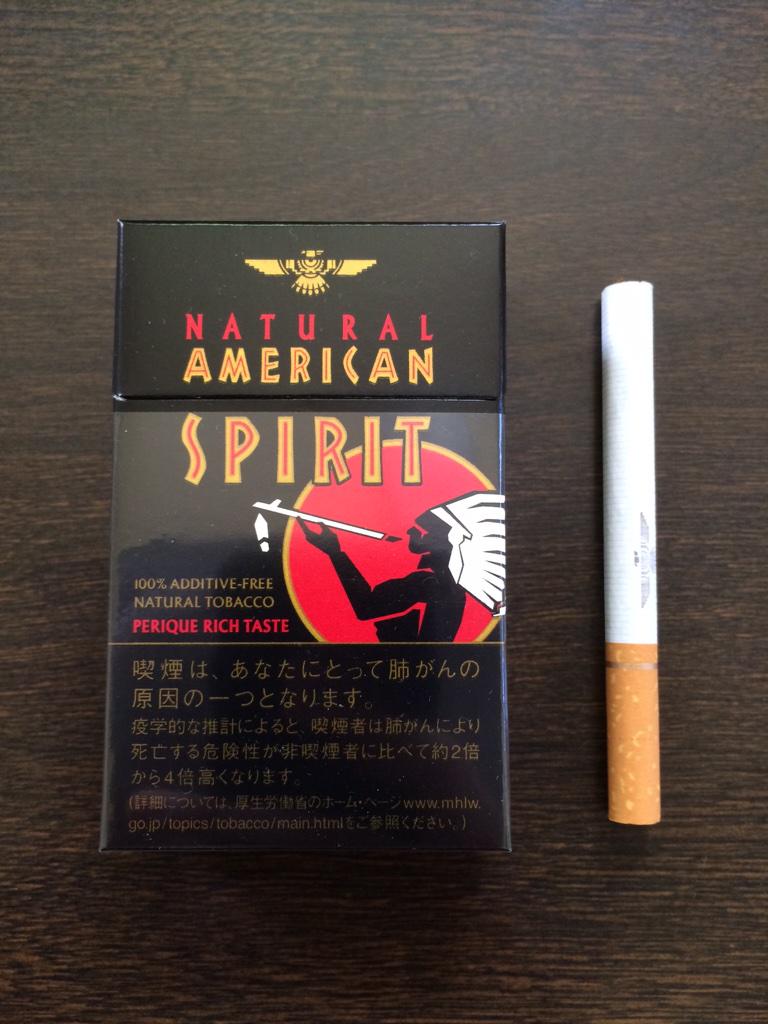 NATURAL
AMERICAN
SPIRIT
100% ADDITIVE-FREE
NATURAL TOBACCO
PERIQUE RICH TASTE
喫煙は、あなたにとって肺がんの
原因の一つとなります。
疫学的な推計によると、喫煙者は肺がんにより
死亡する危険性が非喫煙者に比べて約2倍
から4倍高くなります。
(詳細については、厚生労働省のホーム・ページwww.mhlw.
go.jp/topics/tobacco/main.htmlをご参照ください。)